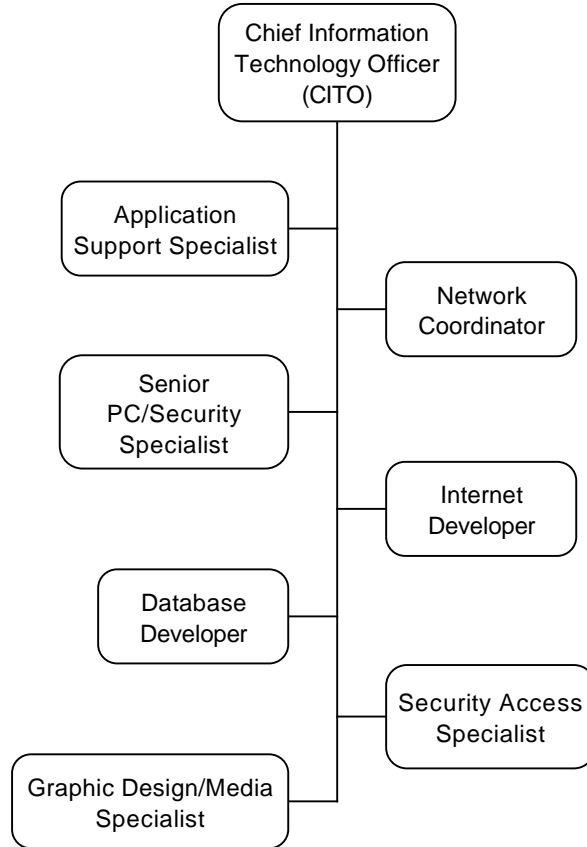 Chief Information
Technology Officer
(CITO)
Application
Support Specialist
Network
Coordinator
Senior
PC/Security
Specialist
Internet
Developer
Database
Developer
Security Access
Specialist
Graphic Design/Media
Specialist